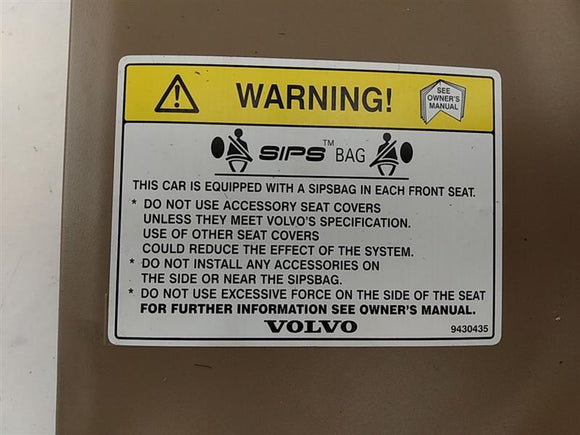 WARNING!
SEE
OWNER'S
MANUAL
SIPS™ BAG
THIS CAR IS EQUIPPED WITH A SIPSBAG IN EACH FRONT SEAT.
* DO NOT USE ACCESSORY SEAT COVERS
UNLESS THEY MEET VOLVO'S SPECIFICATION.
USE OF OTHER SEAT COVERS
COULD REDUCE THE EFFECT OF THE SYSTEM.
* DO NOT INSTALL ANY ACCESSORIES ON
THE SIDE OR NEAR THE SIPSBAG.
* DO NOT USE EXCESSIVE FORCE ON THE SIDE OF THE SEAT
FOR FURTHER INFORMATION SEE OWNER'S MANUAL.
VOLVO
9430435